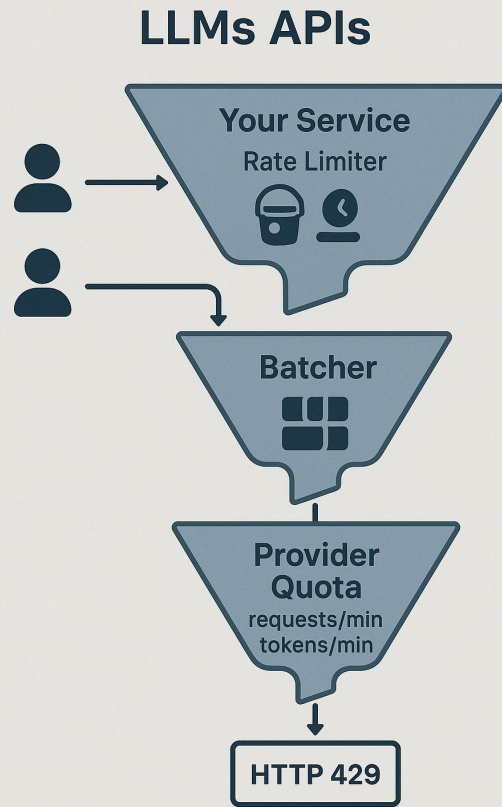 LLMs APIs
Your Service
Rate Limiter
Batcher
Provider
Quota
requests/min
tokens/min
HTTP 429